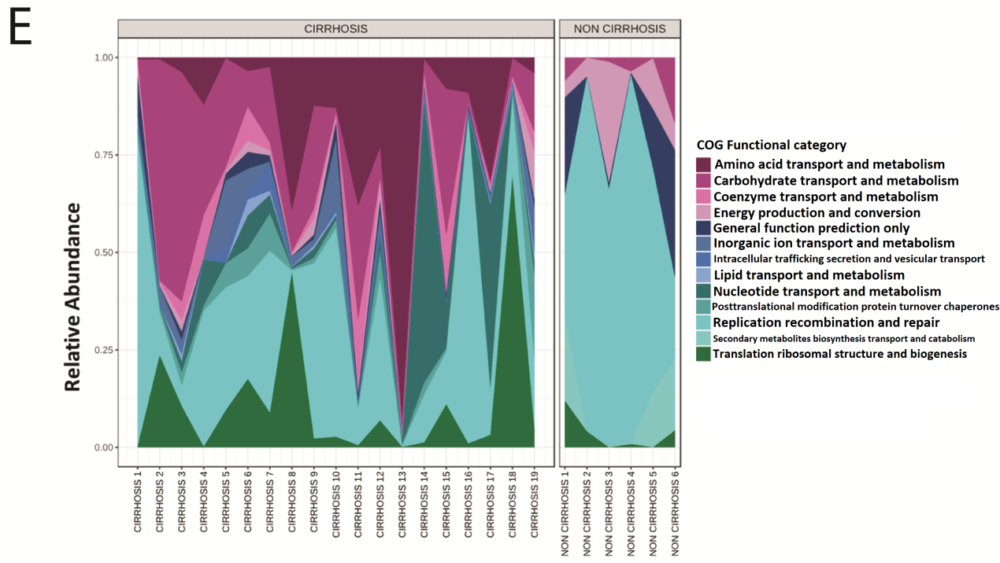 E
CIRRHOSIS
NON CIRRHOSIS
Relative Abundance
1.00
0.75
0.50
0.25
0.00
CIRRHOSIS 1
CIRRHOSIS 2
CIRRHOSIS 3
CIRRHOSIS 4
CIRRHOSIS 5
CIRRHOSIS 6
CIRRHOSIS 7
CIRRHOSIS 8
CIRRHOSIS 9
CIRRHOSIS 10
CIRRHOSIS 11
CIRRHOSIS 12
CIRRHOSIS 13
CIRRHOSIS 14
CIRRHOSIS 15
CIRRHOSIS 16
CIRRHOSIS 17
CIRRHOSIS 18
CIRRHOSIS 19
NON CIRRHOSIS 1
NON CIRRHOSIS 2
NON CIRRHOSIS 3
NON CIRRHOSIS 4
NON CIRRHOSIS 5
NON CIRRHOSIS 6
COG Functional category
Amino acid transport and metabolism
Carbohydrate transport and metabolism
Coenzyme transport and metabolism
Energy production and conversion
General function prediction only
Inorganic ion transport and metabolism
Intracellular trafficking secretion and vesicular transport
Lipid transport and metabolism
Nucleotide transport and metabolism
Posttranslational modification protein turnover chaperones
Replication recombination and repair
Secondary metabolites biosynthesis transport and catabolism
Translation ribosomal structure and biogenesis